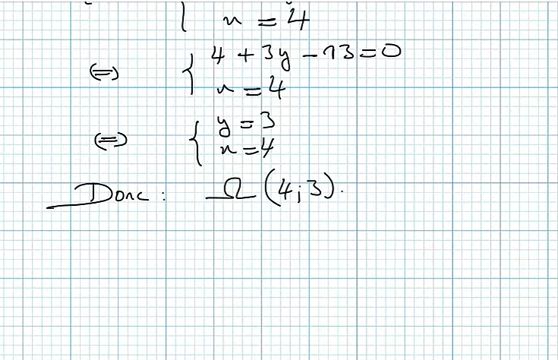 { x = 4
⇔ { 4 + 3y - 13 = 0
x = 4
⇔ { y = 3
x = 4
Donc : Ω (4 ; 3).